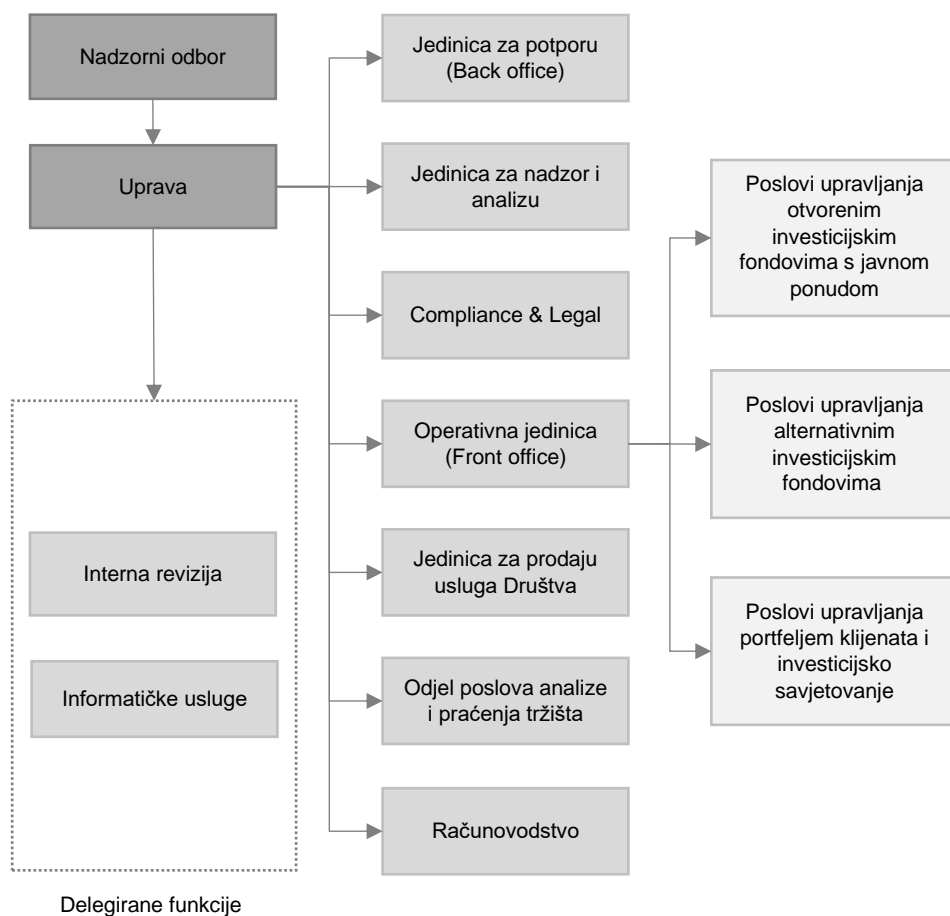 Nadzorni odbor
Uprava
Interna revizija
Informatičke usluge
Delegirane funkcije
Jedinica za potporu
(Back office)
Jedinica za nadzor i
analizu
Compliance & Legal
Operativna jedinica
(Front office)
Jedinica za prodaju
usluga Društva
Odjel poslova analize
i praćenja tržišta
Računovodstvo
Poslovi upravljanja
otvorenim
investicijskim
fondovima s javnom
ponudom
Poslovi upravljanja
alternativnim
investicijskim
fondovima
Poslovi upravljanja
portfeljem klijenata i
investicijsko
savjetovanje